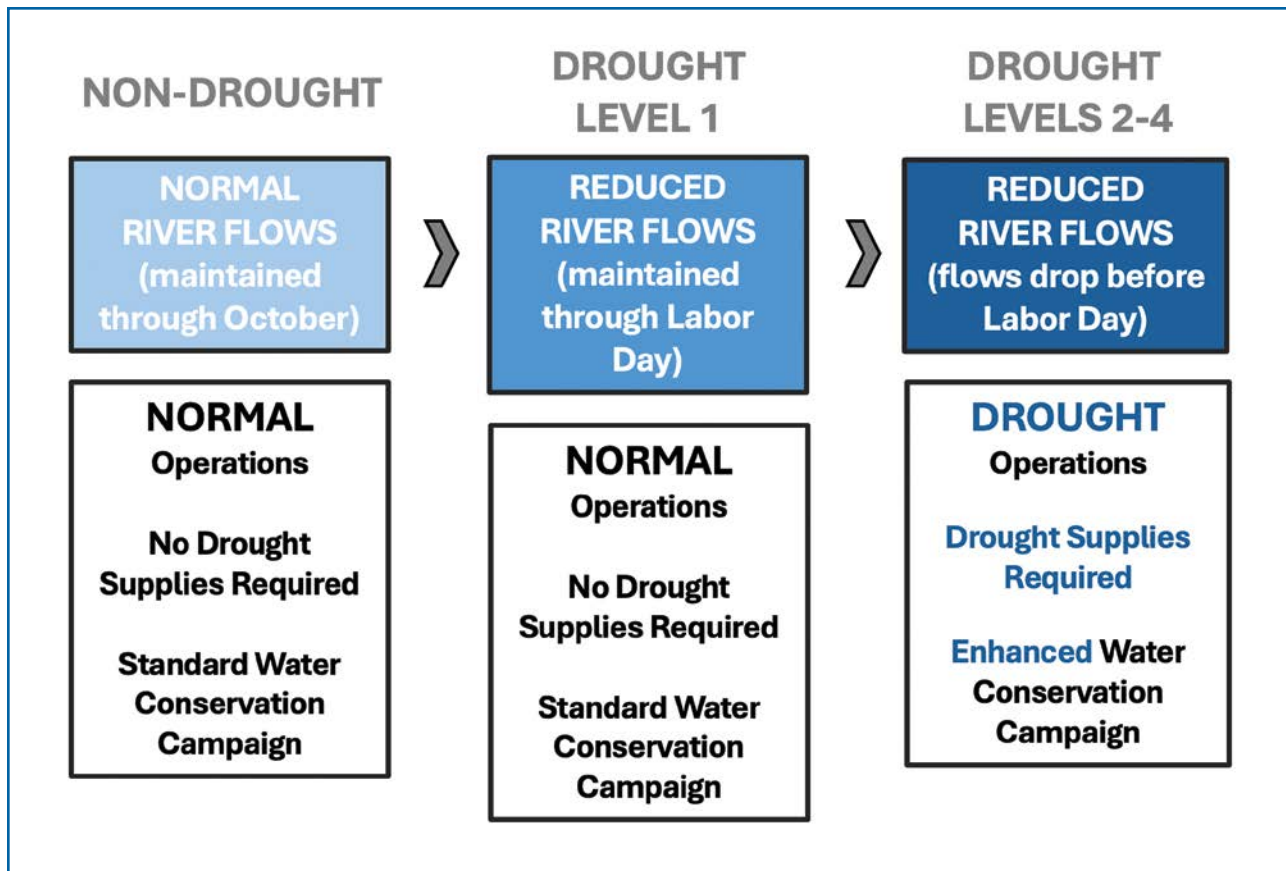 NON-DROUGHT
NORMAL
RIVER FLOWS
(maintained
through October)
NORMAL
Operations
No Drought
Supplies Required
Standard Water
Conservation
Campaign
DROUGHT
LEVEL 1
REDUCED
RIVER FLOWS
(maintained
through Labor
Day)
NORMAL
Operations
No Drought
Supplies Required
Standard Water
Conservation
Campaign
DROUGHT
LEVELS 2-4
REDUCED
RIVER FLOWS
(flows drop before
Labor Day)
DROUGHT
Operations
Drought Supplies
Required
Enhanced Water
Conservation
Campaign